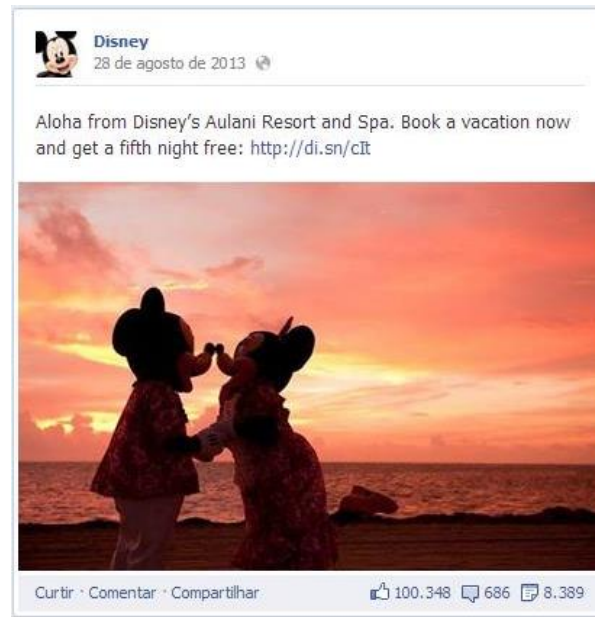 Disney
28 de agosto de 2013
Aloha from Disney's Aulani Resort and Spa. Book a vacation now
and get a fifth night free: http://di.sn/cIt
Curtir · Comentar · Compartilhar 100.348 686 8.389